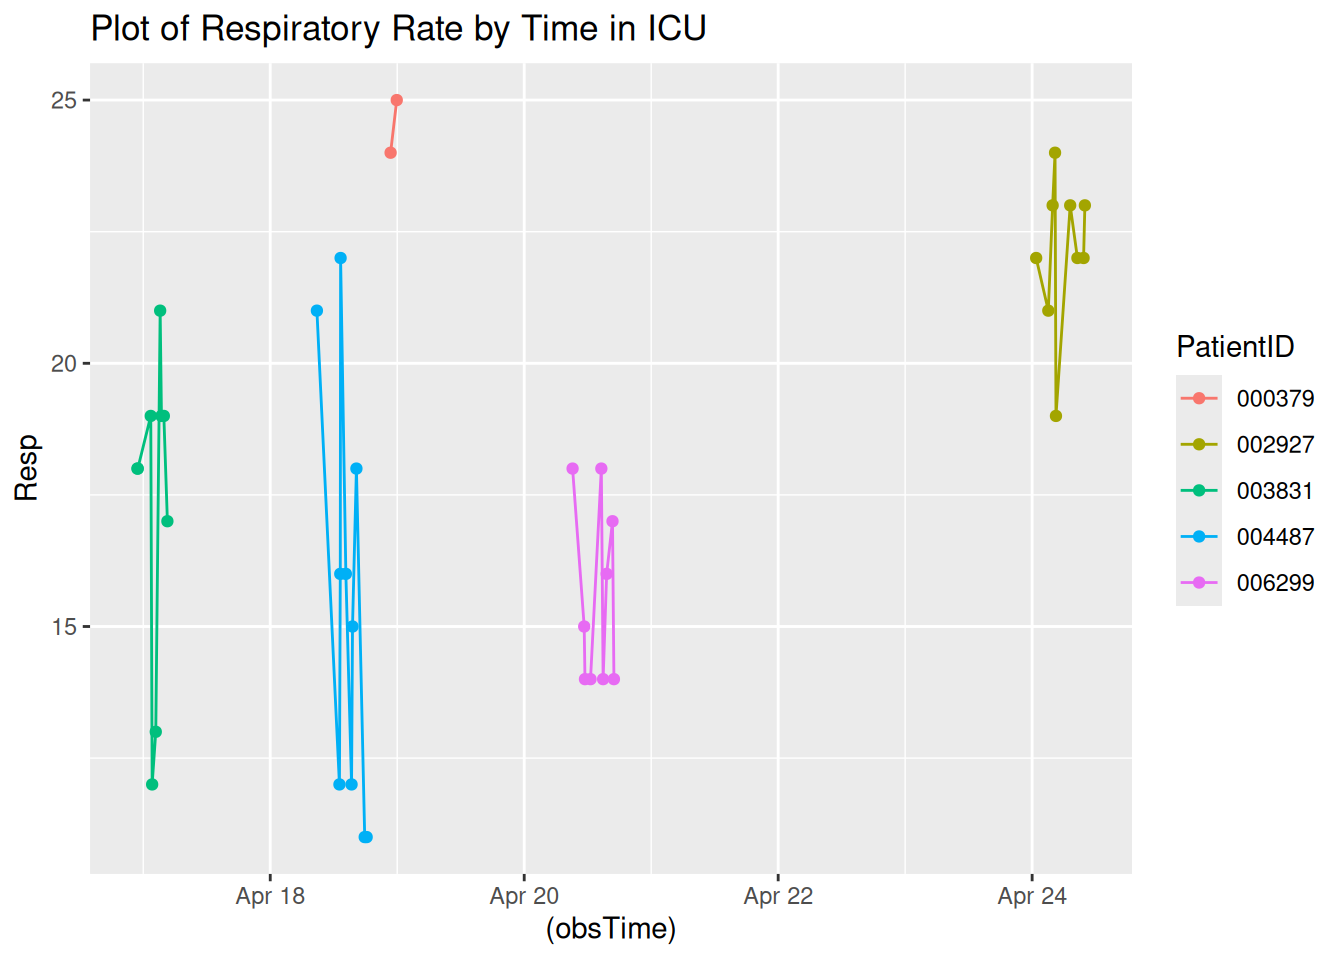 Plot of Respiratory Rate by Time in ICU
25
20
15
Resp
Apr 18
Apr 20
Apr 22
Apr 24
(obsTime)
PatientID
000379
002927
003831
004487
006299